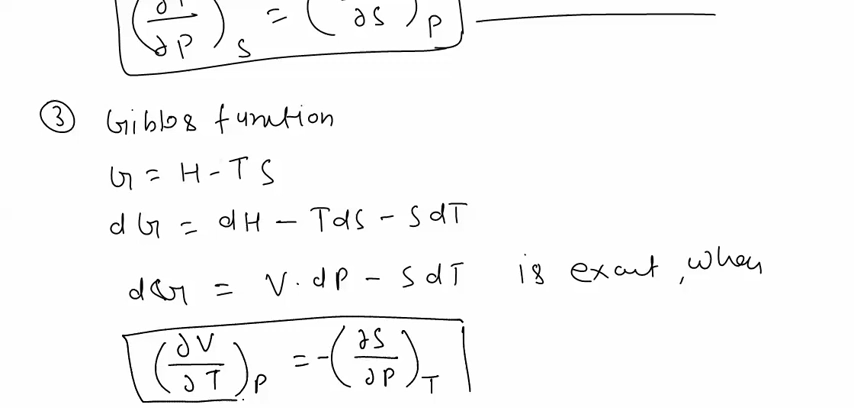 (∂T/∂P)_S = (∂V/∂S)_P
③ Gibbs function
G = H - TS
dG = dH - TdS - SdT
dG = V·dP - SdT is exact, when
(∂V/∂T)_P = -(∂S/∂P)_T